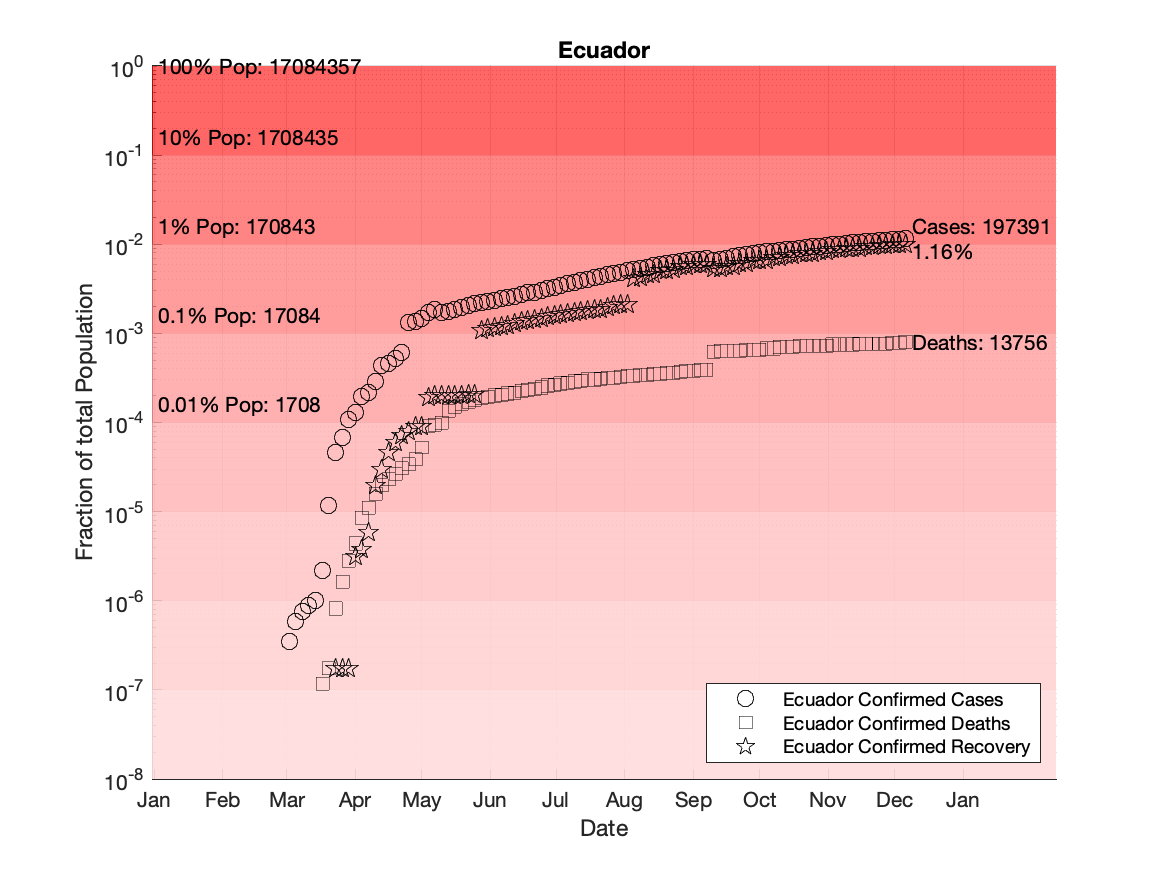 Ecuador
10^0
100% Pop: 17084357
10% Pop: 1708435
10^-1
1% Pop: 170843
Cases: 197391
10^-2
1.16%
0.1% Pop: 17084
10^-3
Deaths: 13756
0.01% Pop: 1708
10^-4
10^-5
10^-6
10^-7
10^-8
Fraction of total Population
Ecuador Confirmed Cases
Ecuador Confirmed Deaths
Ecuador Confirmed Recovery
Jan Feb Mar Apr May Jun Jul Aug Sep Oct Nov Dec Jan
Date